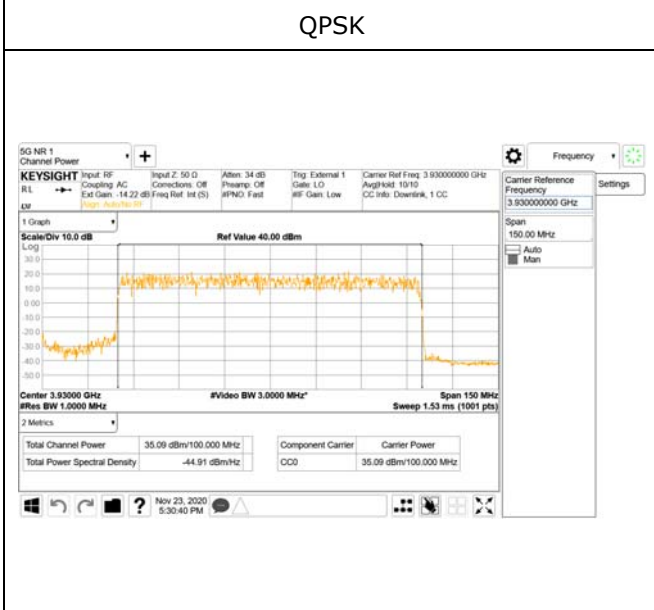 QPSK
5G NR 1
Channel Power
Frequency
KEYSIGHT
RL
Input: RF
Coupling: AC
Ext Gain: -14.22 dB
Align: Auto/No RF
Input Z: 50 Ω
Corrections: Off
Freq Ref: Int (S)
Atten: 34 dB
Preamp: Off
#PNO: Fast
Trig: External 1
Gate: LO
#IF Gain: Low
Carrier Ref Freq: 3.930000000 GHz
Avg|Hold: 10/10
CC Info: Downlink, 1 CC
Carrier Reference
Frequency
3.930000000 GHz
Settings
Span
150.00 MHz
Auto
Man
1 Graph
Scale/Div 10.0 dB
Ref Value 40.00 dBm
Log
30.0
20.0
10.0
0.00
-10.0
-20.0
-30.0
-40.0
-50.0
Center 3.93000 GHz
#Video BW 3.0000 MHz*
Span 150 MHz
#Res BW 1.0000 MHz
Sweep 1.53 ms (1001 pts)
2 Metrics
Total Channel Power 35.09 dBm/100.000 MHz
Component Carrier Carrier Power
Total Power Spectral Density -44.91 dBm/Hz
CC0 35.09 dBm/100.000 MHz
?
Nov 23, 2020
5:30:40 PM